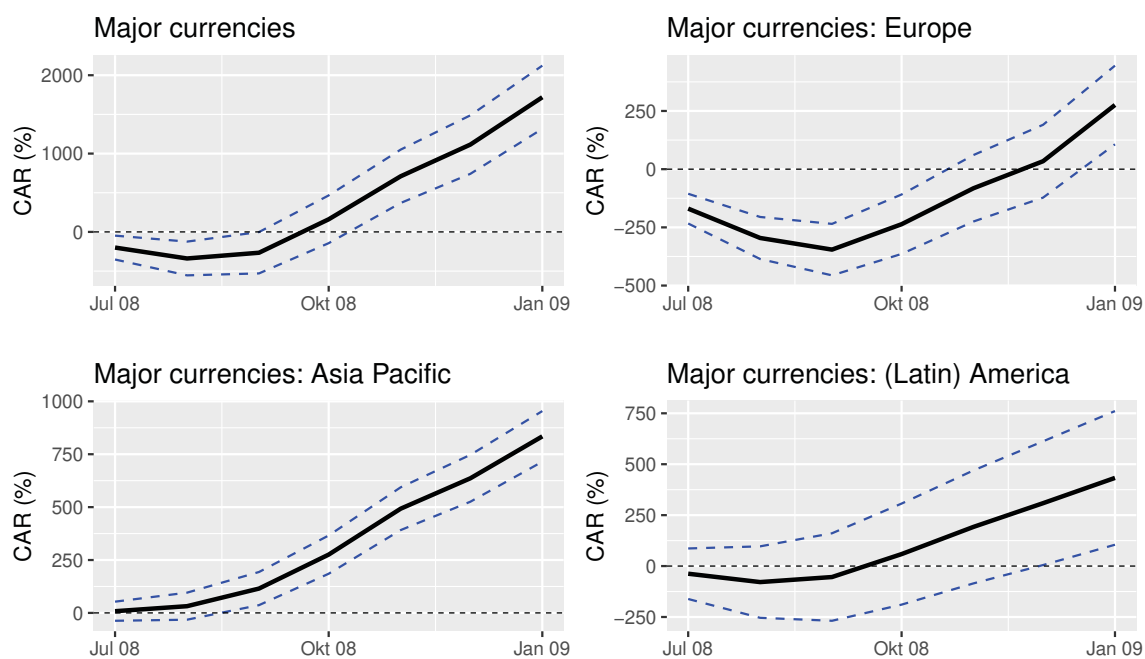 Major currencies
CAR (%)
2000
1000
0
Jul 08
Okt 08
Jan 09
Major currencies: Europe
CAR (%)
250
0
−250
−500
Jul 08
Okt 08
Jan 09
Major currencies: Asia Pacific
CAR (%)
1000
750
500
250
0
Jul 08
Okt 08
Jan 09
Major currencies: (Latin) America
CAR (%)
750
500
250
0
−250
Jul 08
Okt 08
Jan 09